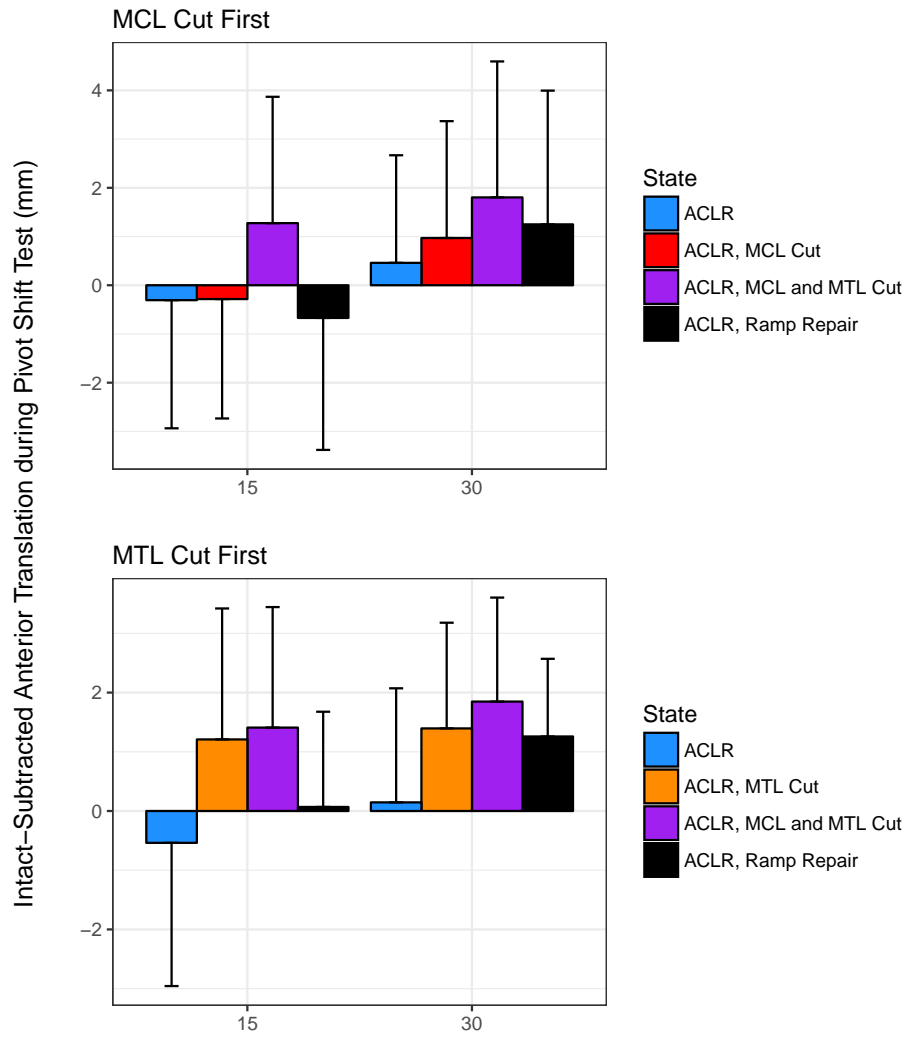 Intact−Subtracted Anterior Translation during Pivot Shift Test (mm)
MCL Cut First
4
2
0
−2
15
30
State
ACLR
ACLR, MCL Cut
ACLR, MCL and MTL Cut
ACLR, Ramp Repair
MTL Cut First
2
0
−2
15
30
State
ACLR
ACLR, MTL Cut
ACLR, MCL and MTL Cut
ACLR, Ramp Repair